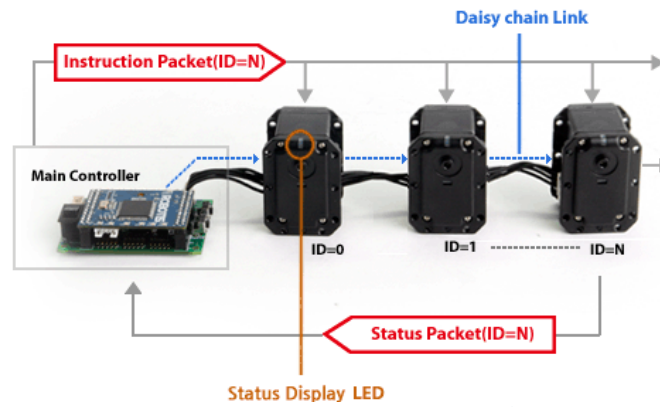 Daisy chain Link
Instruction Packet(ID=N)
Main Controller
ID=0
ID=1
ID=N
Status Packet(ID=N)
Status Display LED